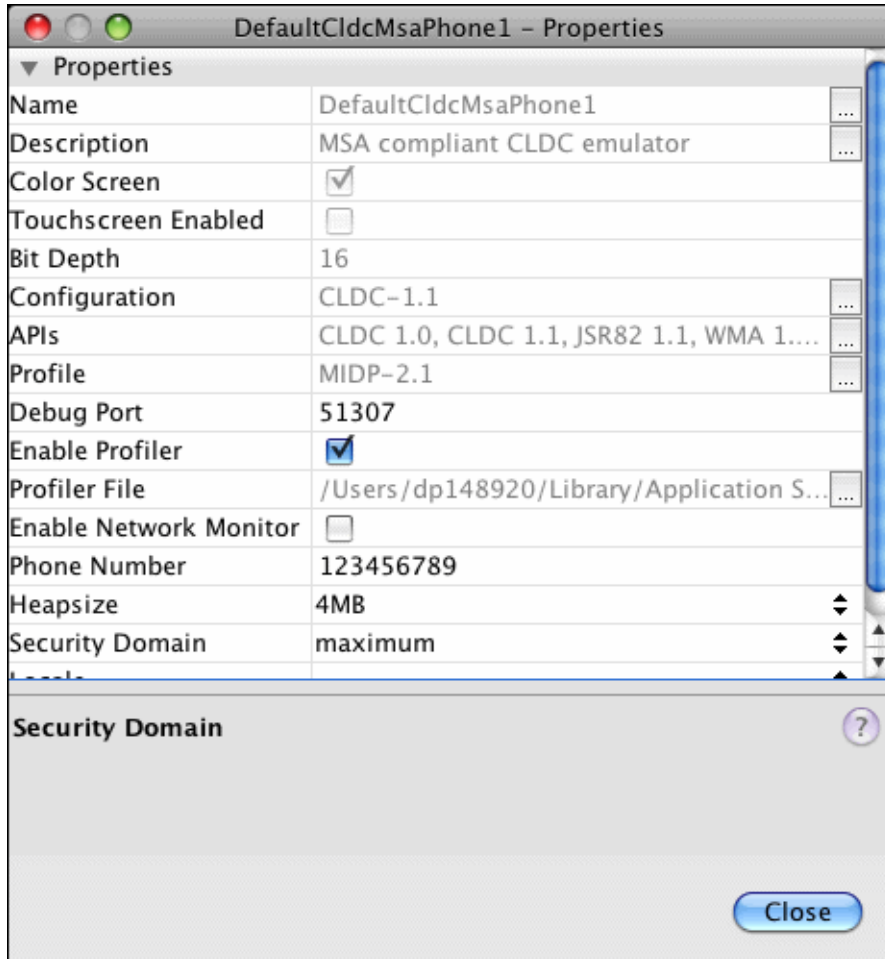 DefaultCldcMsaPhone1 – Properties
Properties
Name DefaultCldcMsaPhone1 ...
Description MSA compliant CLDC emulator ...
Color Screen
Touchscreen Enabled
Bit Depth 16
Configuration CLDC-1.1 ...
APIs CLDC 1.0, CLDC 1.1, JSR82 1.1, WMA 1.... ...
Profile MIDP-2.1 ...
Debug Port 51307
Enable Profiler
Profiler File /Users/dp148920/Library/Application S... ...
Enable Network Monitor
Phone Number 123456789
Heapsize 4MB
Security Domain maximum
Locale
Security Domain ?
Close